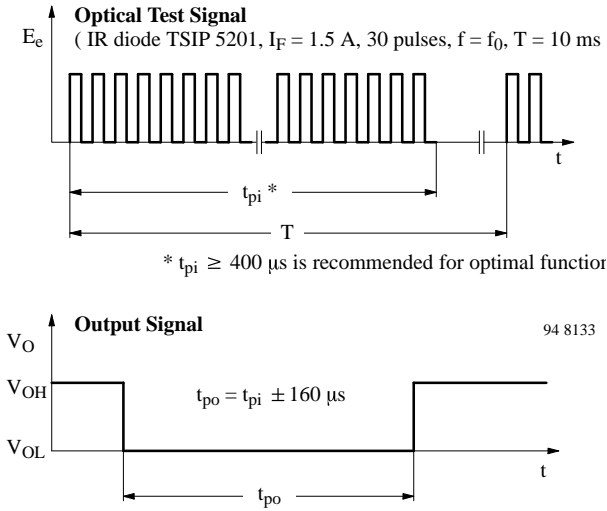 Optical Test Signal
E_e
( IR diode TSIP 5201, I_F = 1.5 A, 30 pulses, f = f_0, T = 10 ms
t
t_pi *
T
* t_pi ≥ 400 μs is recommended for optimal function
Output Signal
94 8133
V_O
V_OH
t_po = t_pi ± 160 μs
V_OL
t
t_po